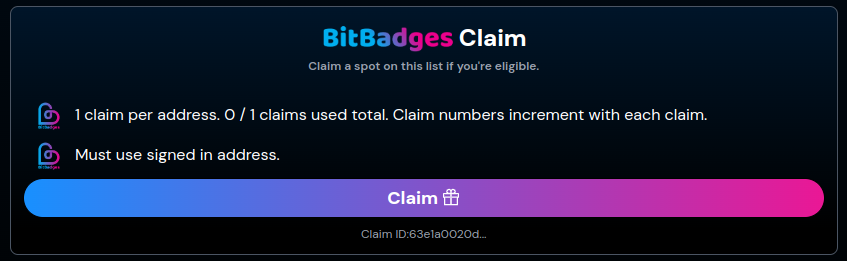 BitBadges Claim
Claim a spot on this list if you're eligible.
1 claim per address. 0 / 1 claims used total. Claim numbers increment with each claim.
Must use signed in address.
Claim
Claim ID:63e1a0020d...